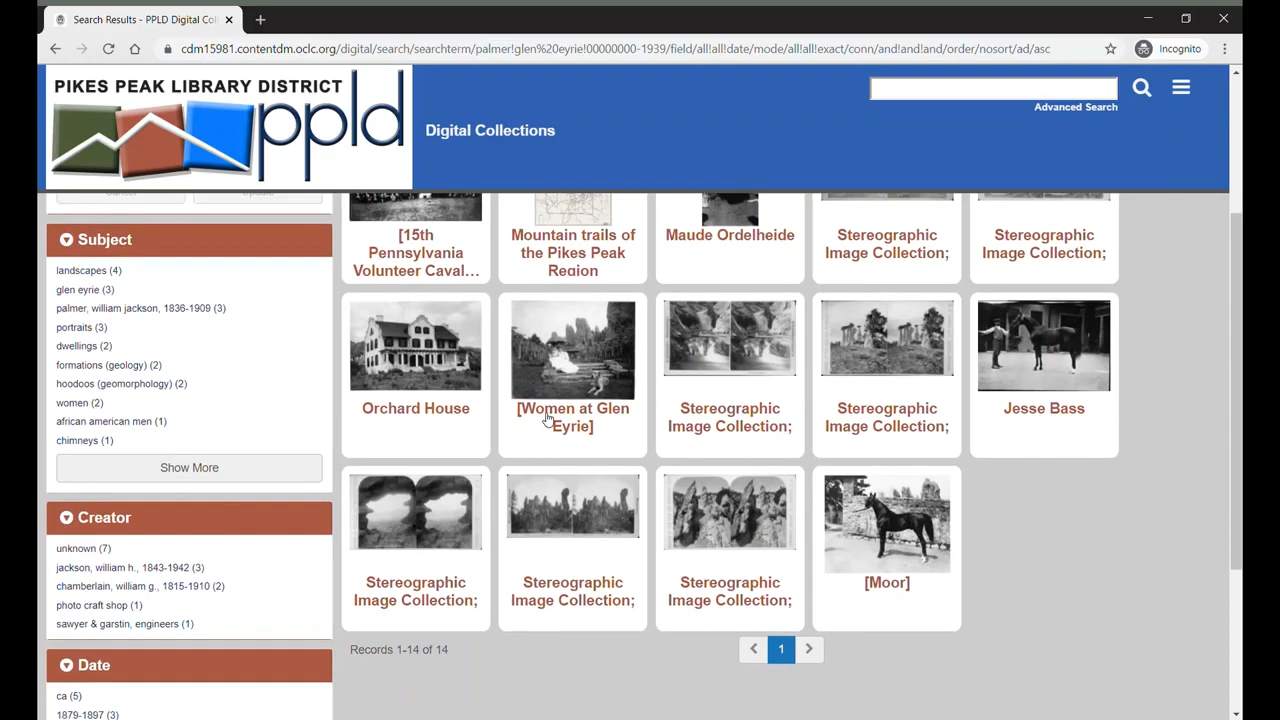 Search Results - PPLD Digital Col
cdm15981.contentdm.oclc.org/digital/search/searchterm/palmer!glen%20eyrie!00000000-1939/field/all!all!date/mode/all!all!exact/conn/and!and!and/order/nosort/ad/asc
Incognito
PIKES PEAK LIBRARY DISTRICT
ppld
Digital Collections
Advanced Search
Subject
landscapes (4)
glen eyrie (3)
palmer, william jackson, 1836-1909 (3)
portraits (3)
dwellings (2)
formations (geology) (2)
hoodoos (geomorphology) (2)
women (2)
african american men (1)
chimneys (1)
Show More
Creator
unknown (7)
jackson, william h., 1843-1942 (3)
chamberlain, william g., 1815-1910 (2)
photo craft shop (1)
sawyer & garstin, engineers (1)
Date
ca (5)
1879-1897 (3)
[15th
Pennsylvania
Volunteer Caval...
Mountain trails of
the Pikes Peak
Region
Maude Ordelheide
Stereographic
Image Collection;
Stereographic
Image Collection;
Orchard House
[Women at Glen
Eyrie]
Stereographic
Image Collection;
Stereographic
Image Collection;
Jesse Bass
Stereographic
Image Collection;
Stereographic
Image Collection;
Stereographic
Image Collection;
[Moor]
Records 1-14 of 14
1